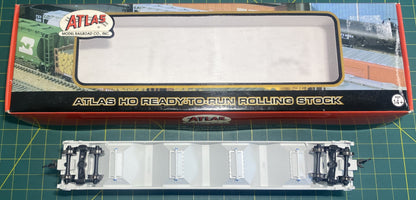 ATLAS
MODEL RAILROAD CO., INC.
ATLAS HO READY-TO-RUN ROLLING STOCK
ATLAS